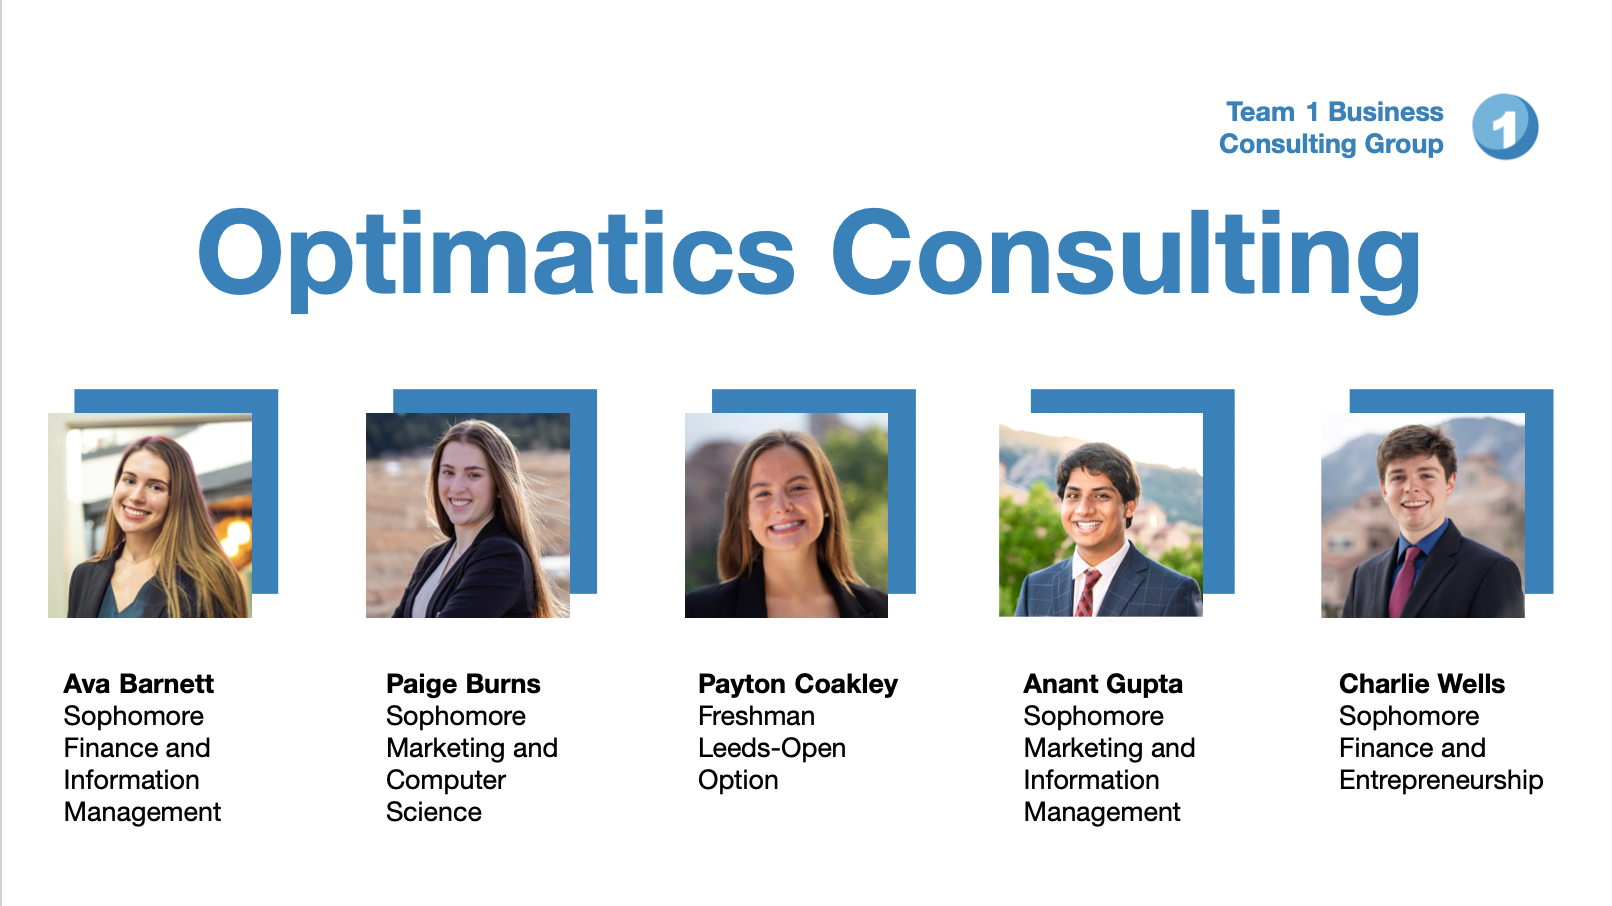 Team 1 Business
Consulting Group
1
Optimatics Consulting
Ava Barnett
Sophomore
Finance and
Information
Management
Paige Burns
Sophomore
Marketing and
Computer
Science
Payton Coakley
Freshman
Leeds-Open
Option
Anant Gupta
Sophomore
Marketing and
Information
Management
Charlie Wells
Sophomore
Finance and
Entrepreneurship